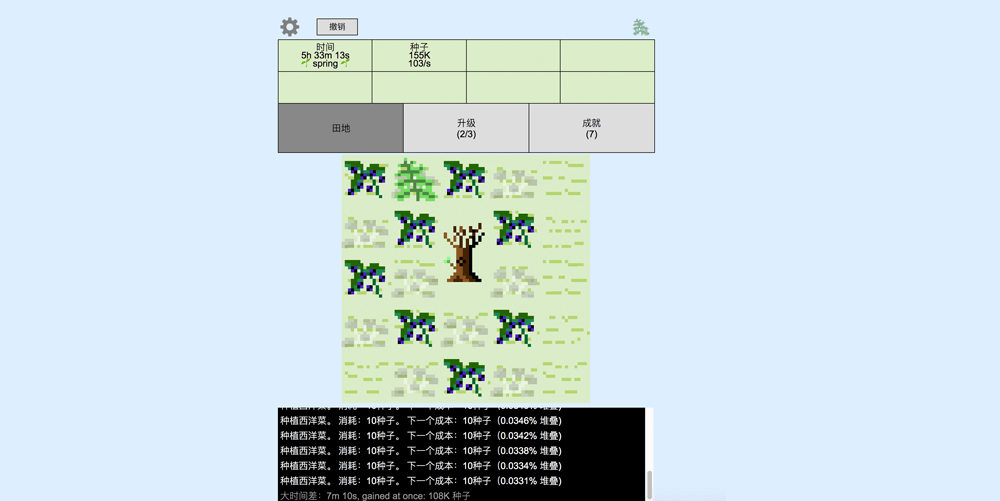 撤销
时间
5h 33m 13s
spring
种子
155K
103/s
田地
升级
(2/3)
成就
(7)
种植西洋菜。 消耗：10种子。 下一个成本：10种子（0.0346% 堆叠)
种植西洋菜。 消耗：10种子。 下一个成本：10种子（0.0342% 堆叠)
种植西洋菜。 消耗：10种子。 下一个成本：10种子（0.0338% 堆叠)
种植西洋菜。 消耗：10种子。 下一个成本：10种子（0.0334% 堆叠)
种植西洋菜。 消耗：10种子。 下一个成本：10种子（0.0331% 堆叠)
大时间差：7m 10s, gained at once: 108K 种子